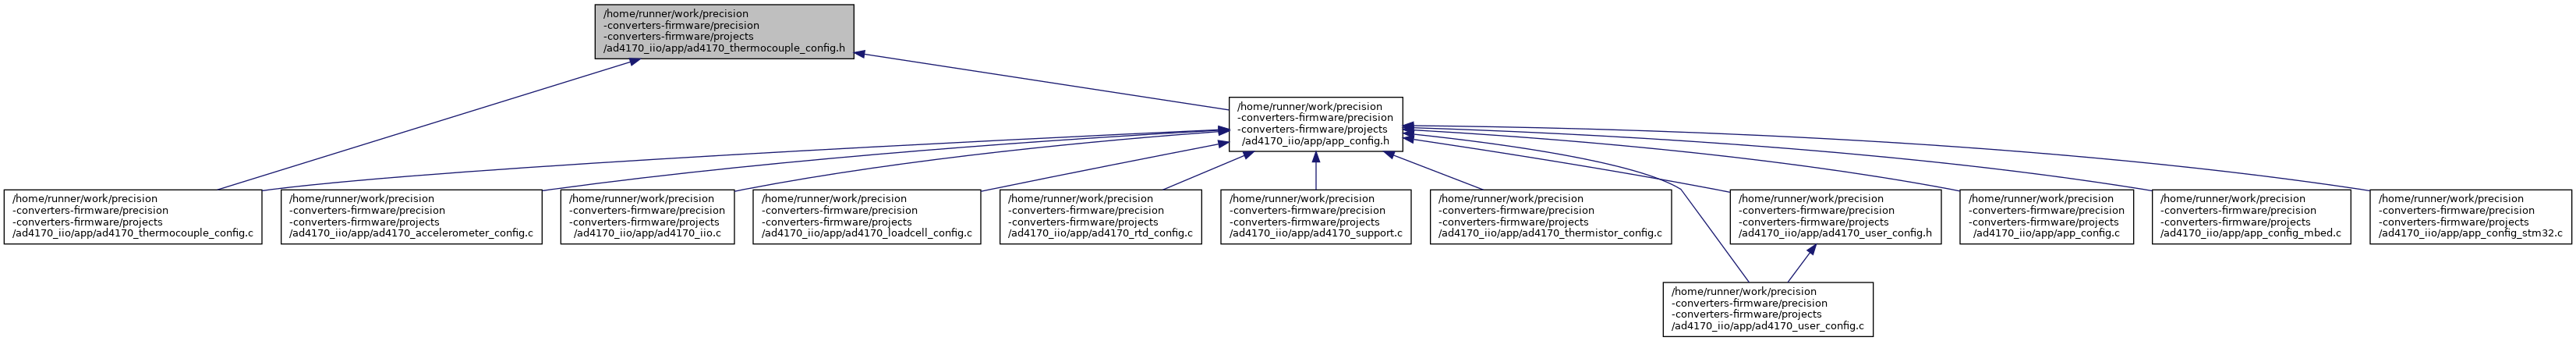 /home/runner/work/precision
-converters-firmware/precision
-converters-firmware/projects
/ad4170_iio/app/ad4170_thermocouple_config.h
/home/runner/work/precision
-converters-firmware/precision
-converters-firmware/projects
/ad4170_iio/app/app_config.h
/home/runner/work/precision
-converters-firmware/precision
-converters-firmware/projects
/ad4170_iio/app/ad4170_thermocouple_config.c
/home/runner/work/precision
-converters-firmware/precision
-converters-firmware/projects
/ad4170_iio/app/ad4170_accelerometer_config.c
/home/runner/work/precision
-converters-firmware/precision
-converters-firmware/projects
/ad4170_iio/app/ad4170_iio.c
/home/runner/work/precision
-converters-firmware/precision
-converters-firmware/projects
/ad4170_iio/app/ad4170_loadcell_config.c
/home/runner/work/precision
-converters-firmware/precision
-converters-firmware/projects
/ad4170_iio/app/ad4170_rtd_config.c
/home/runner/work/precision
-converters-firmware/precision
-converters-firmware/projects
/ad4170_iio/app/ad4170_support.c
/home/runner/work/precision
-converters-firmware/precision
-converters-firmware/projects
/ad4170_iio/app/ad4170_thermistor_config.c
/home/runner/work/precision
-converters-firmware/precision
-converters-firmware/projects
/ad4170_iio/app/ad4170_user_config.h
/home/runner/work/precision
-converters-firmware/precision
-converters-firmware/projects
/ad4170_iio/app/app_config.c
/home/runner/work/precision
-converters-firmware/precision
-converters-firmware/projects
/ad4170_iio/app/app_config_mbed.c
/home/runner/work/precision
-converters-firmware/precision
-converters-firmware/projects
/ad4170_iio/app/app_config_stm32.c
/home/runner/work/precision
-converters-firmware/precision
-converters-firmware/projects
/ad4170_iio/app/ad4170_user_config.c